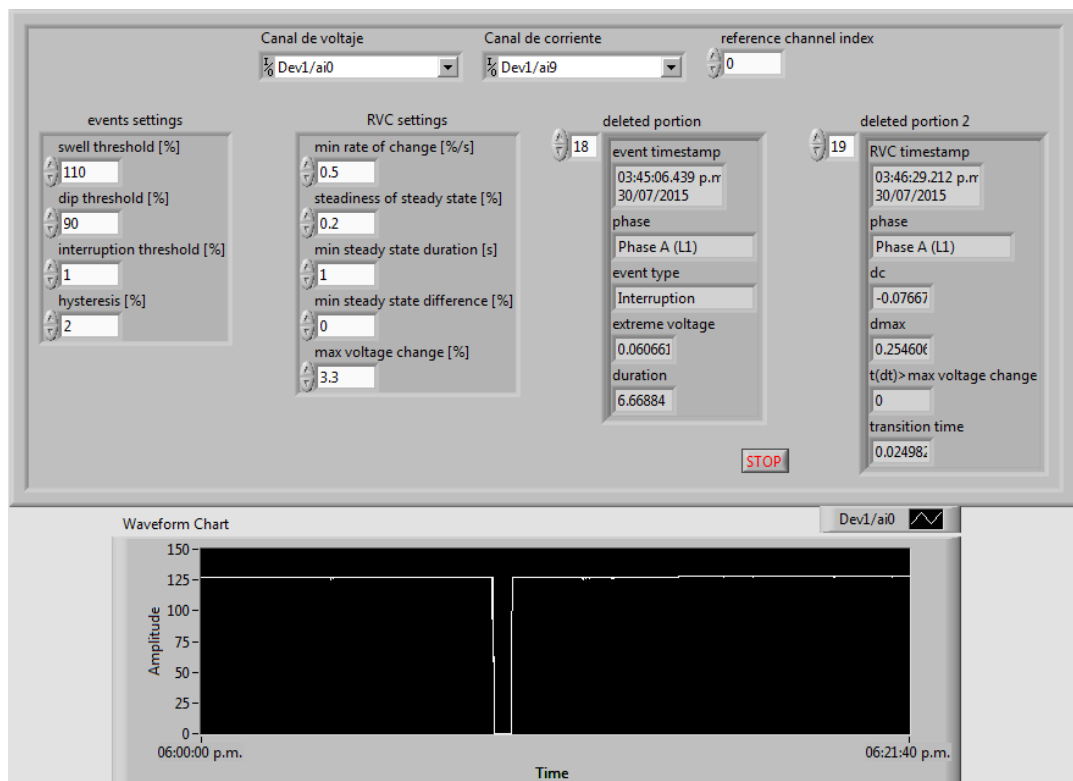 Canal de voltaje
Canal de corriente
reference channel index
I/O Dev1/ai0
I/O Dev1/ai9
0
events settings
swell threshold [%]
110
dip threshold [%]
90
interruption threshold [%]
1
hysteresis [%]
2
RVC settings
min rate of change [%/s]
0.5
steadiness of steady state [%]
0.2
min steady state duration [s]
1
min steady state difference [%]
0
max voltage change [%]
3.3
deleted portion
18
event timestamp
03:45:06.439 p.m
30/07/2015
phase
Phase A (L1)
event type
Interruption
extreme voltage
0.060661
duration
6.66884
deleted portion 2
19
RVC timestamp
03:46:29.212 p.m
30/07/2015
phase
Phase A (L1)
dc
-0.07667
dmax
0.254606
t(dt)>max voltage change
0
transition time
0.024982
STOP
Waveform Chart
Dev1/ai0
Amplitude
150
125
100
75
50
25
0
06:00:00 p.m.
06:21:40 p.m.
Time